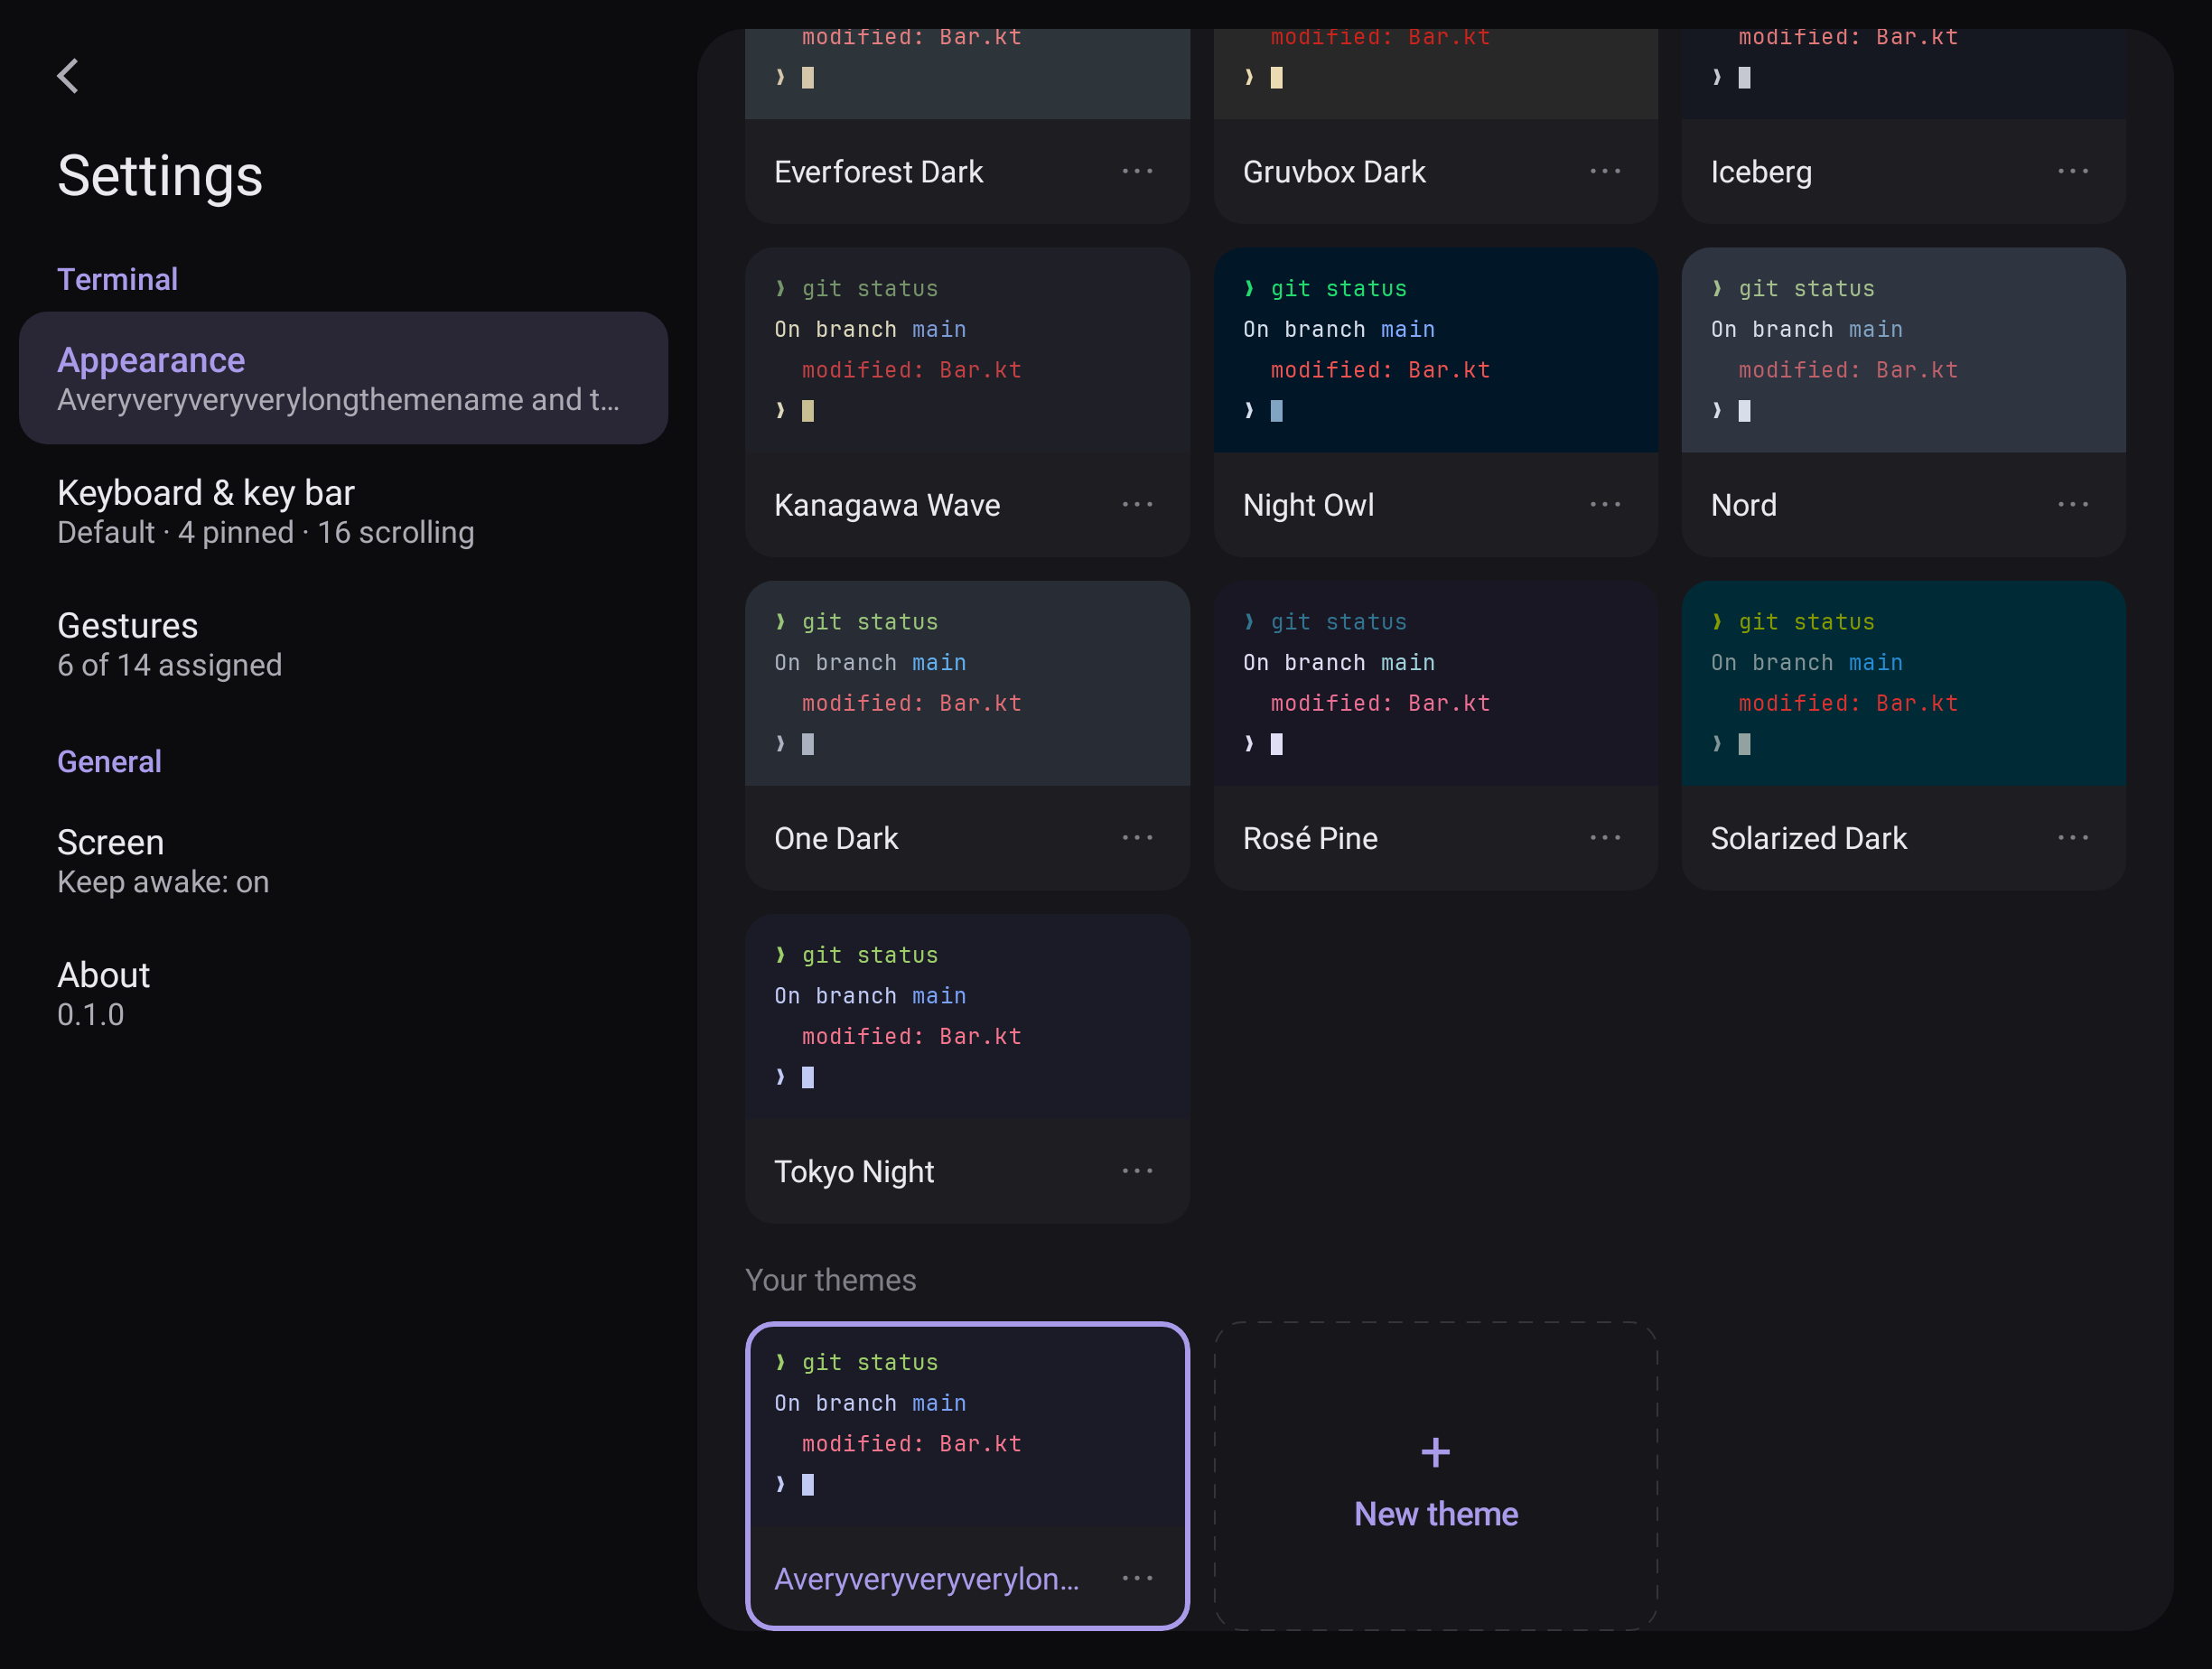 Settings
Terminal
Appearance
Averyveryveryverylongthemename and t…
Keyboard & key bar
Default · 4 pinned · 16 scrolling
Gestures
6 of 14 assigned
General
Screen
Keep awake: on
About
0.1.0
modified: Bar.kt
❯
Everforest Dark ···
modified: Bar.kt
❯
Gruvbox Dark ···
modified: Bar.kt
❯
Iceberg ···
❯ git status
On branch main
modified: Bar.kt
❯
Kanagawa Wave ···
❯ git status
On branch main
modified: Bar.kt
❯
Night Owl ···
❯ git status
On branch main
modified: Bar.kt
❯
Nord ···
❯ git status
On branch main
modified: Bar.kt
❯
One Dark ···
❯ git status
On branch main
modified: Bar.kt
❯
Rosé Pine ···
❯ git status
On branch main
modified: Bar.kt
❯
Solarized Dark ···
❯ git status
On branch main
modified: Bar.kt
❯
Tokyo Night ···
Your themes
❯ git status
On branch main
modified: Bar.kt
❯
Averyveryveryverylon… ···
+
New theme